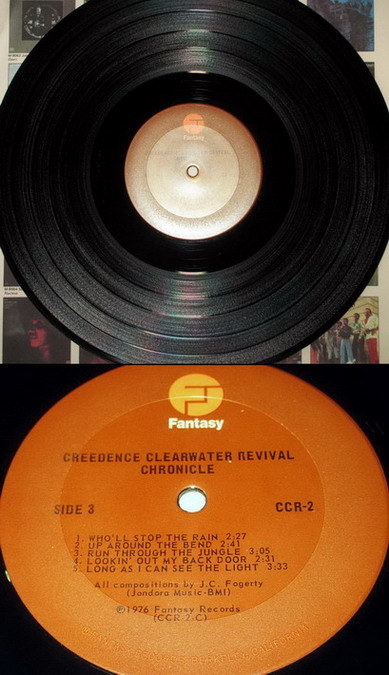 Fantasy
Fantasy
CREEDENCE CLEARWATER REVIVAL
CHRONICLE
SIDE 3
CCR-2
1. WHO'LL STOP THE RAIN 2:27
2. UP AROUND THE BEND 2:41
3. RUN THROUGH THE JUNGLE 3:05
4. LOOKIN' OUT MY BACK DOOR 2:31
5. LONG AS I CAN SEE THE LIGHT 3:33
All compositions by J.C. Fogerty
(Jondora Music-BMI)
℗1976 Fantasy Records
(CCR-2-C)
BERKELEY, CALIFORNIA